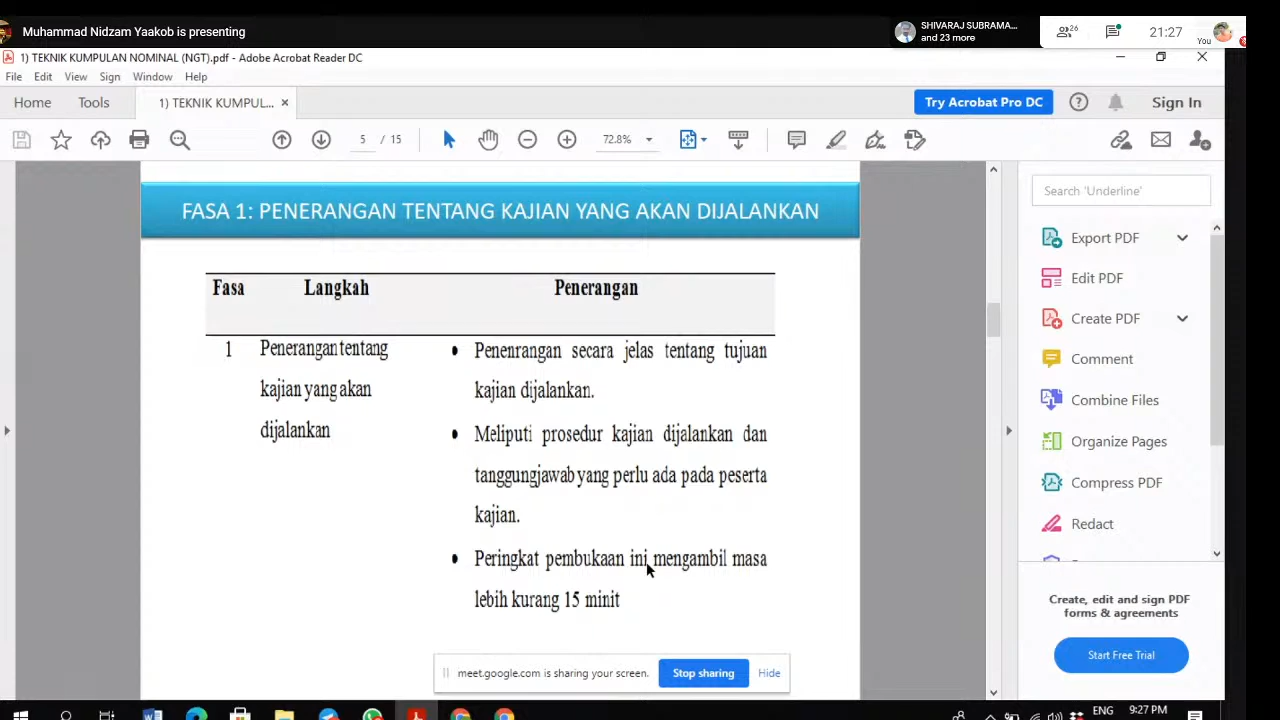 Muhammad Nidzam Yaakob is presenting
SHIVARAJ SUBRAMA...
and 23 more
26
21:27
You
1) TEKNIK KUMPULAN NOMINAL (NGT).pdf - Adobe Acrobat Reader DC
File Edit View Sign Window Help
Home Tools 1) TEKNIK KUMPUL... ×
Try Acrobat Pro DC
Sign In
5 / 15
72.8%
FASA 1: PENERANGAN TENTANG KAJIAN YANG AKAN DIJALANKAN
Fasa Langkah Penerangan
1 Penerangan tentang
kajian yang akan
dijalankan
• Penenrangan secara jelas tentang tujuan
kajian dijalankan.
• Meliputi prosedur kajian dijalankan dan
tanggungjawab yang perlu ada pada peserta
kajian.
• Peringkat pembukaan ini mengambil masa
lebih kurang 15 minit
Search 'Underline'
Export PDF
Edit PDF
Create PDF
Comment
Combine Files
Organize Pages
Compress PDF
Redact
Create, edit and sign PDF
forms & agreements
Start Free Trial
meet.google.com is sharing your screen.
Stop sharing
Hide
ENG
9:27 PM